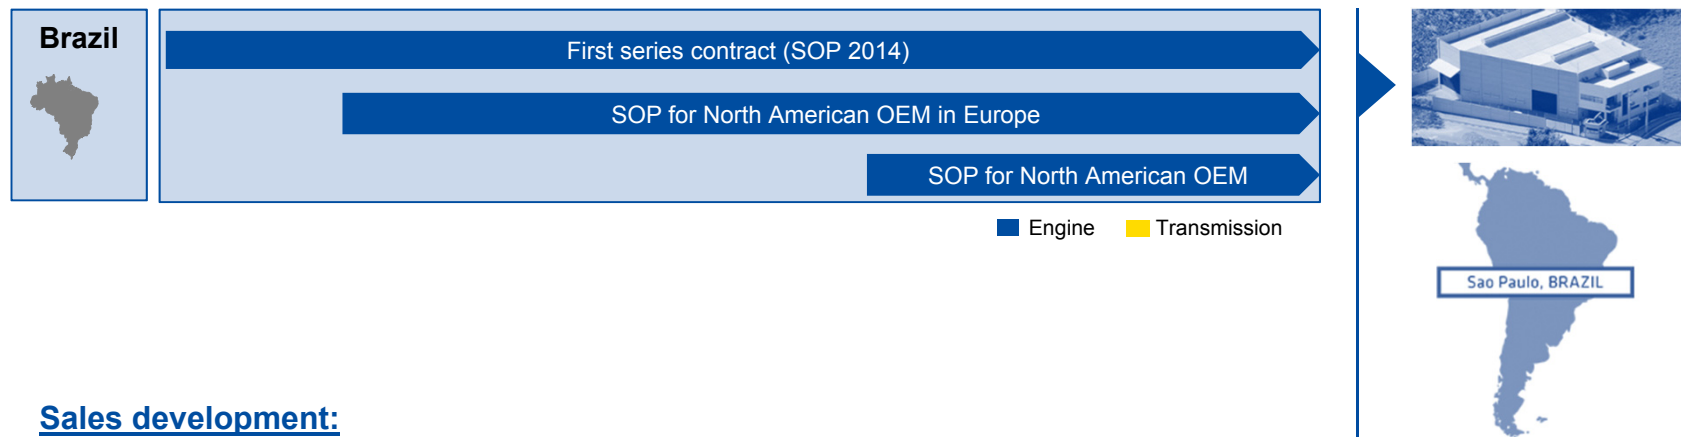 Brazil
First series contract (SOP 2014)
SOP for North American OEM in Europe
SOP for North American OEM
Engine
Transmission
Sao Paulo, BRAZIL
Sales development: